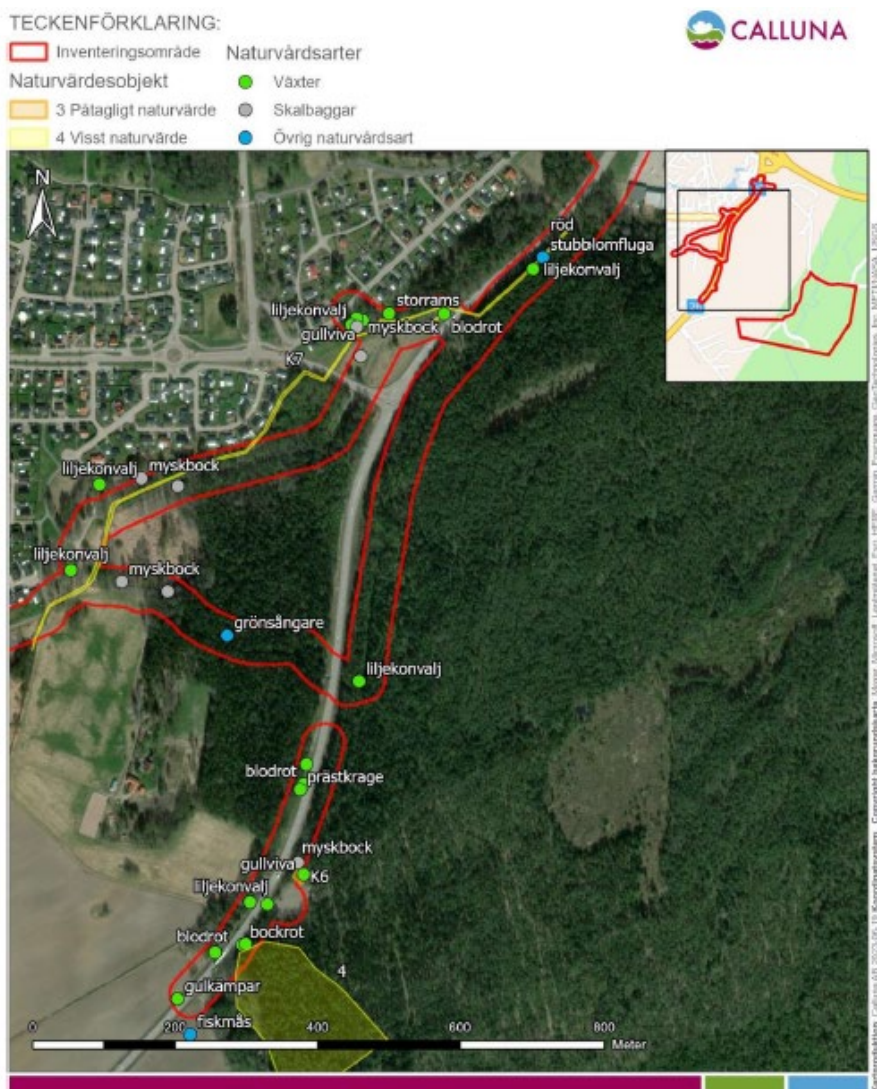 TECKENFÖRKLARING:
Inventeringsområde
Naturvårdsarter
Naturvärdesobjekt
Växter
3 Påtagligt naturvärde
Skalbaggar
4 Visst naturvärde
Övrig naturvårdsart
CALLUNA
N
röd
stubblomfluga
liljekonvalj
storrams
liljekonvalj
gullviva
myskbock
blodrot
K7
liljekonvalj
myskbock
liljekonvalj
myskbock
grönsångare
liljekonvalj
blodrot
prästkrage
myskbock
gullviva
K6
liljekonvalj
blodrot
bockrot
4
gulkämpar
fiskmås
0
200
400
600
800
Meter